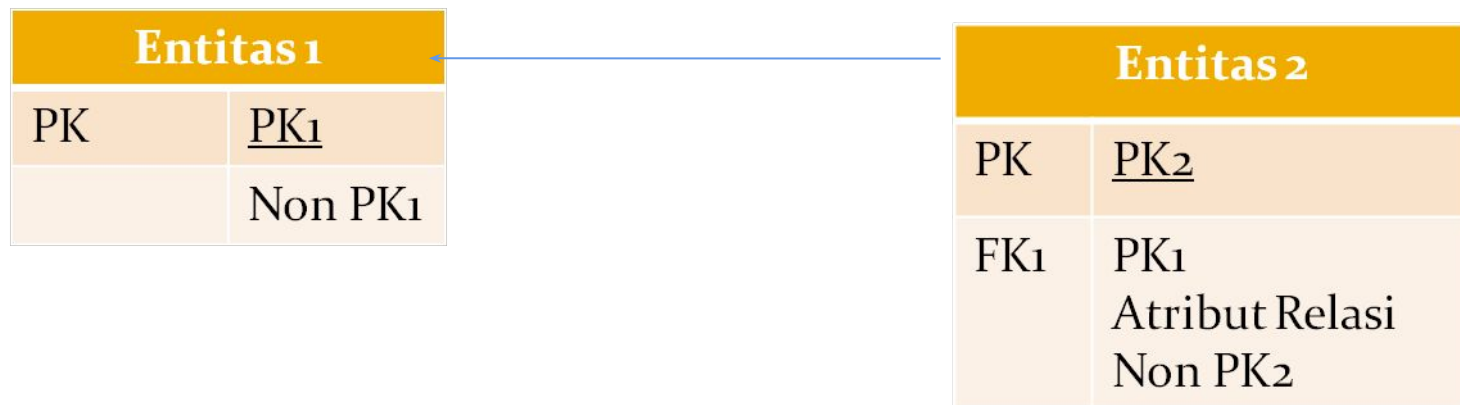 Entitas 1
PK PK1
Non PK1
Entitas 2
PK PK2
FK1 PK1
Atribut Relasi
Non PK2